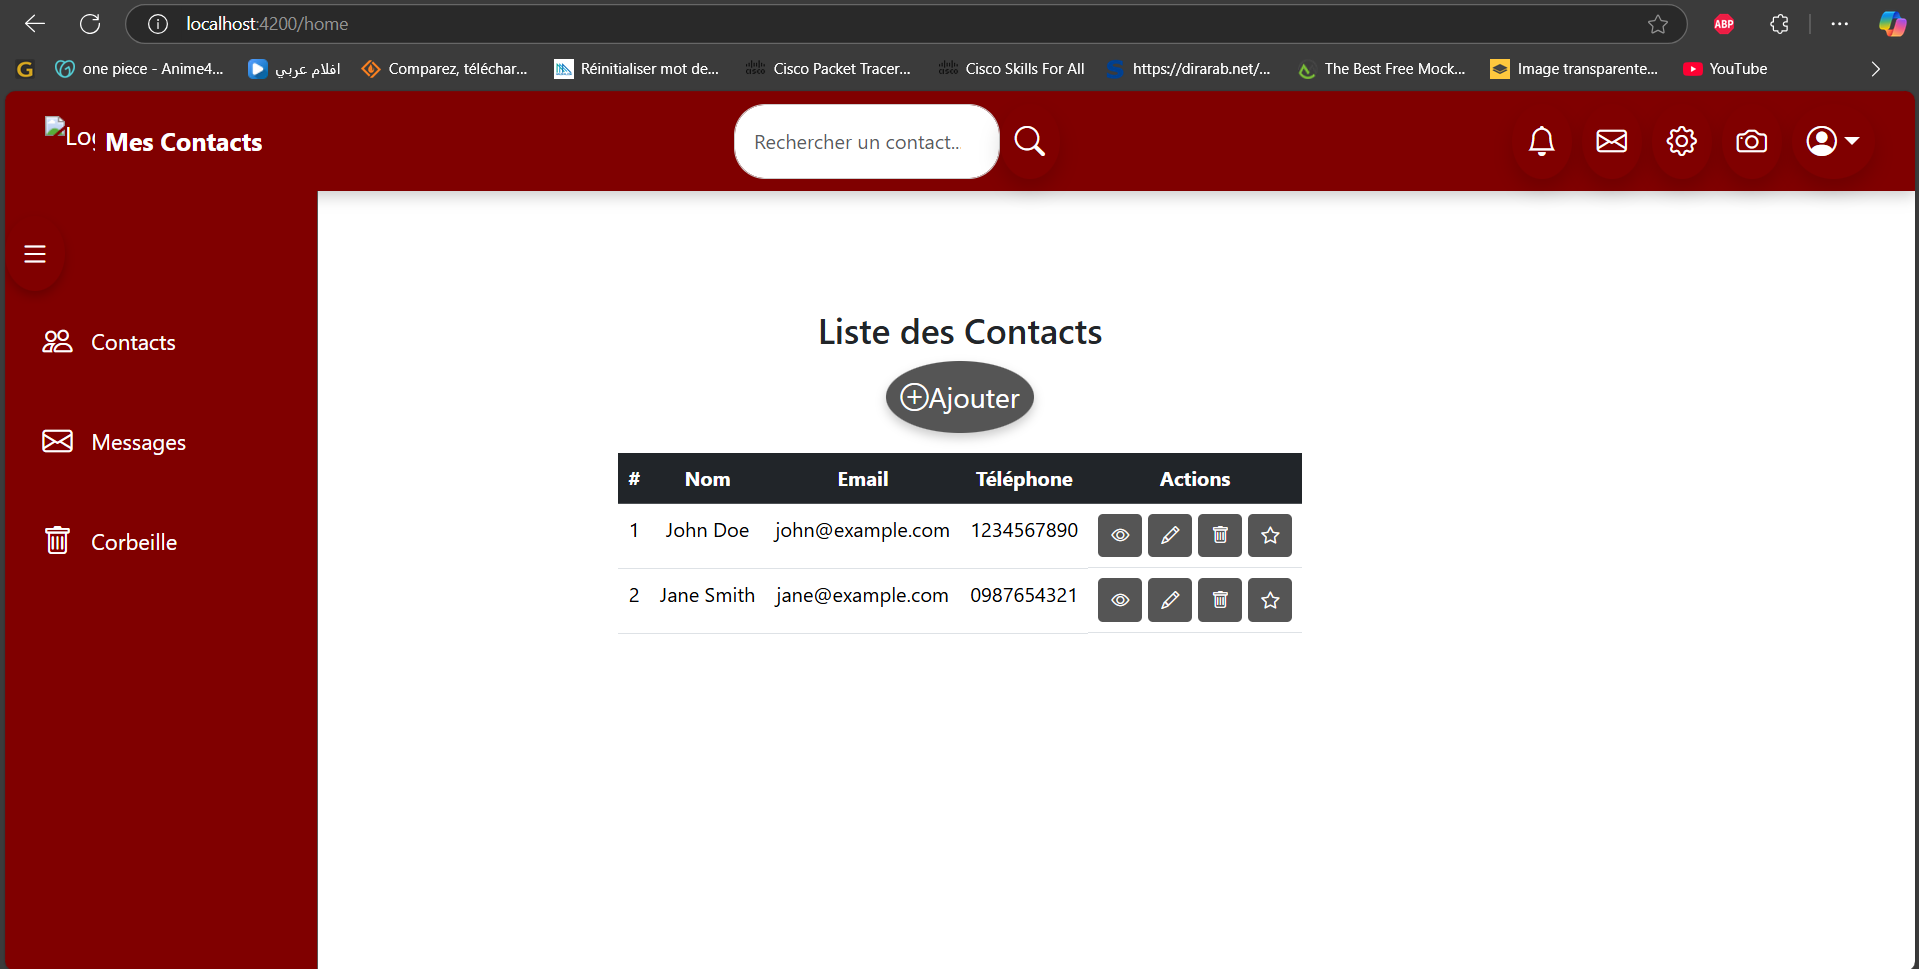 localhost:4200/home
G one piece - Anime4... افلام عربي Comparez, téléchar... Réinitialiser mot de... Cisco Packet Tracer... Cisco Skills For All https://dirarab.net/... The Best Free Mock... Image transparente... YouTube
ABP
Log Mes Contacts
Rechercher un contact...
Contacts
Messages
Corbeille
Liste des Contacts
Ajouter
# Nom Email Téléphone Actions
1 John Doe john@example.com 1234567890
2 Jane Smith jane@example.com 0987654321